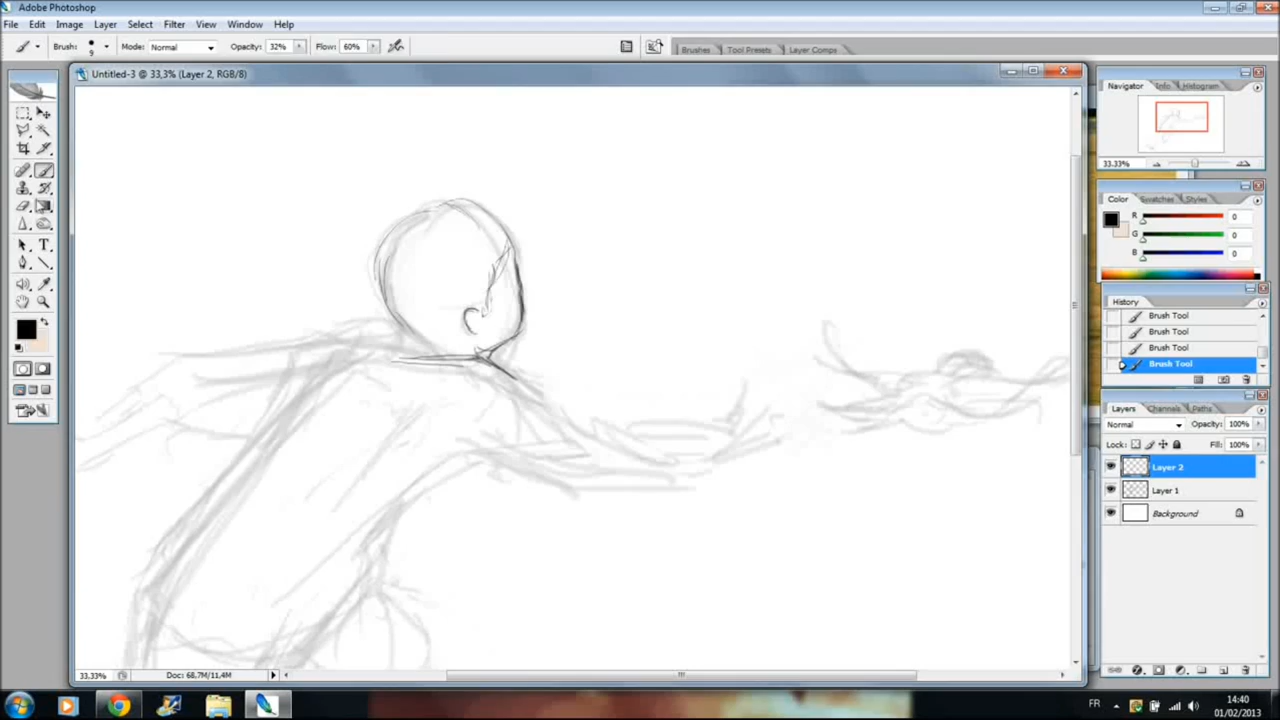 Adobe Photoshop
File Edit Image Layer Select Filter View Window Help
Brush: 9 Mode: Normal Opacity: 32% Flow: 60% Brushes Tool Presets Layer Comps
Untitled-3 @ 33,3% (Layer 2, RGB/8)
Navigator Info Histogram
33.33%
Color Swatches Styles
R 0
G 0
B 0
History
Brush Tool
Brush Tool
Brush Tool
Brush Tool
Layers Channels Paths
Normal Opacity: 100%
Lock: Fill: 100%
Layer 2
Layer 1
Background
T
33,33% Doc: 68,7M/11,4M
FR 14:40
01/02/2013